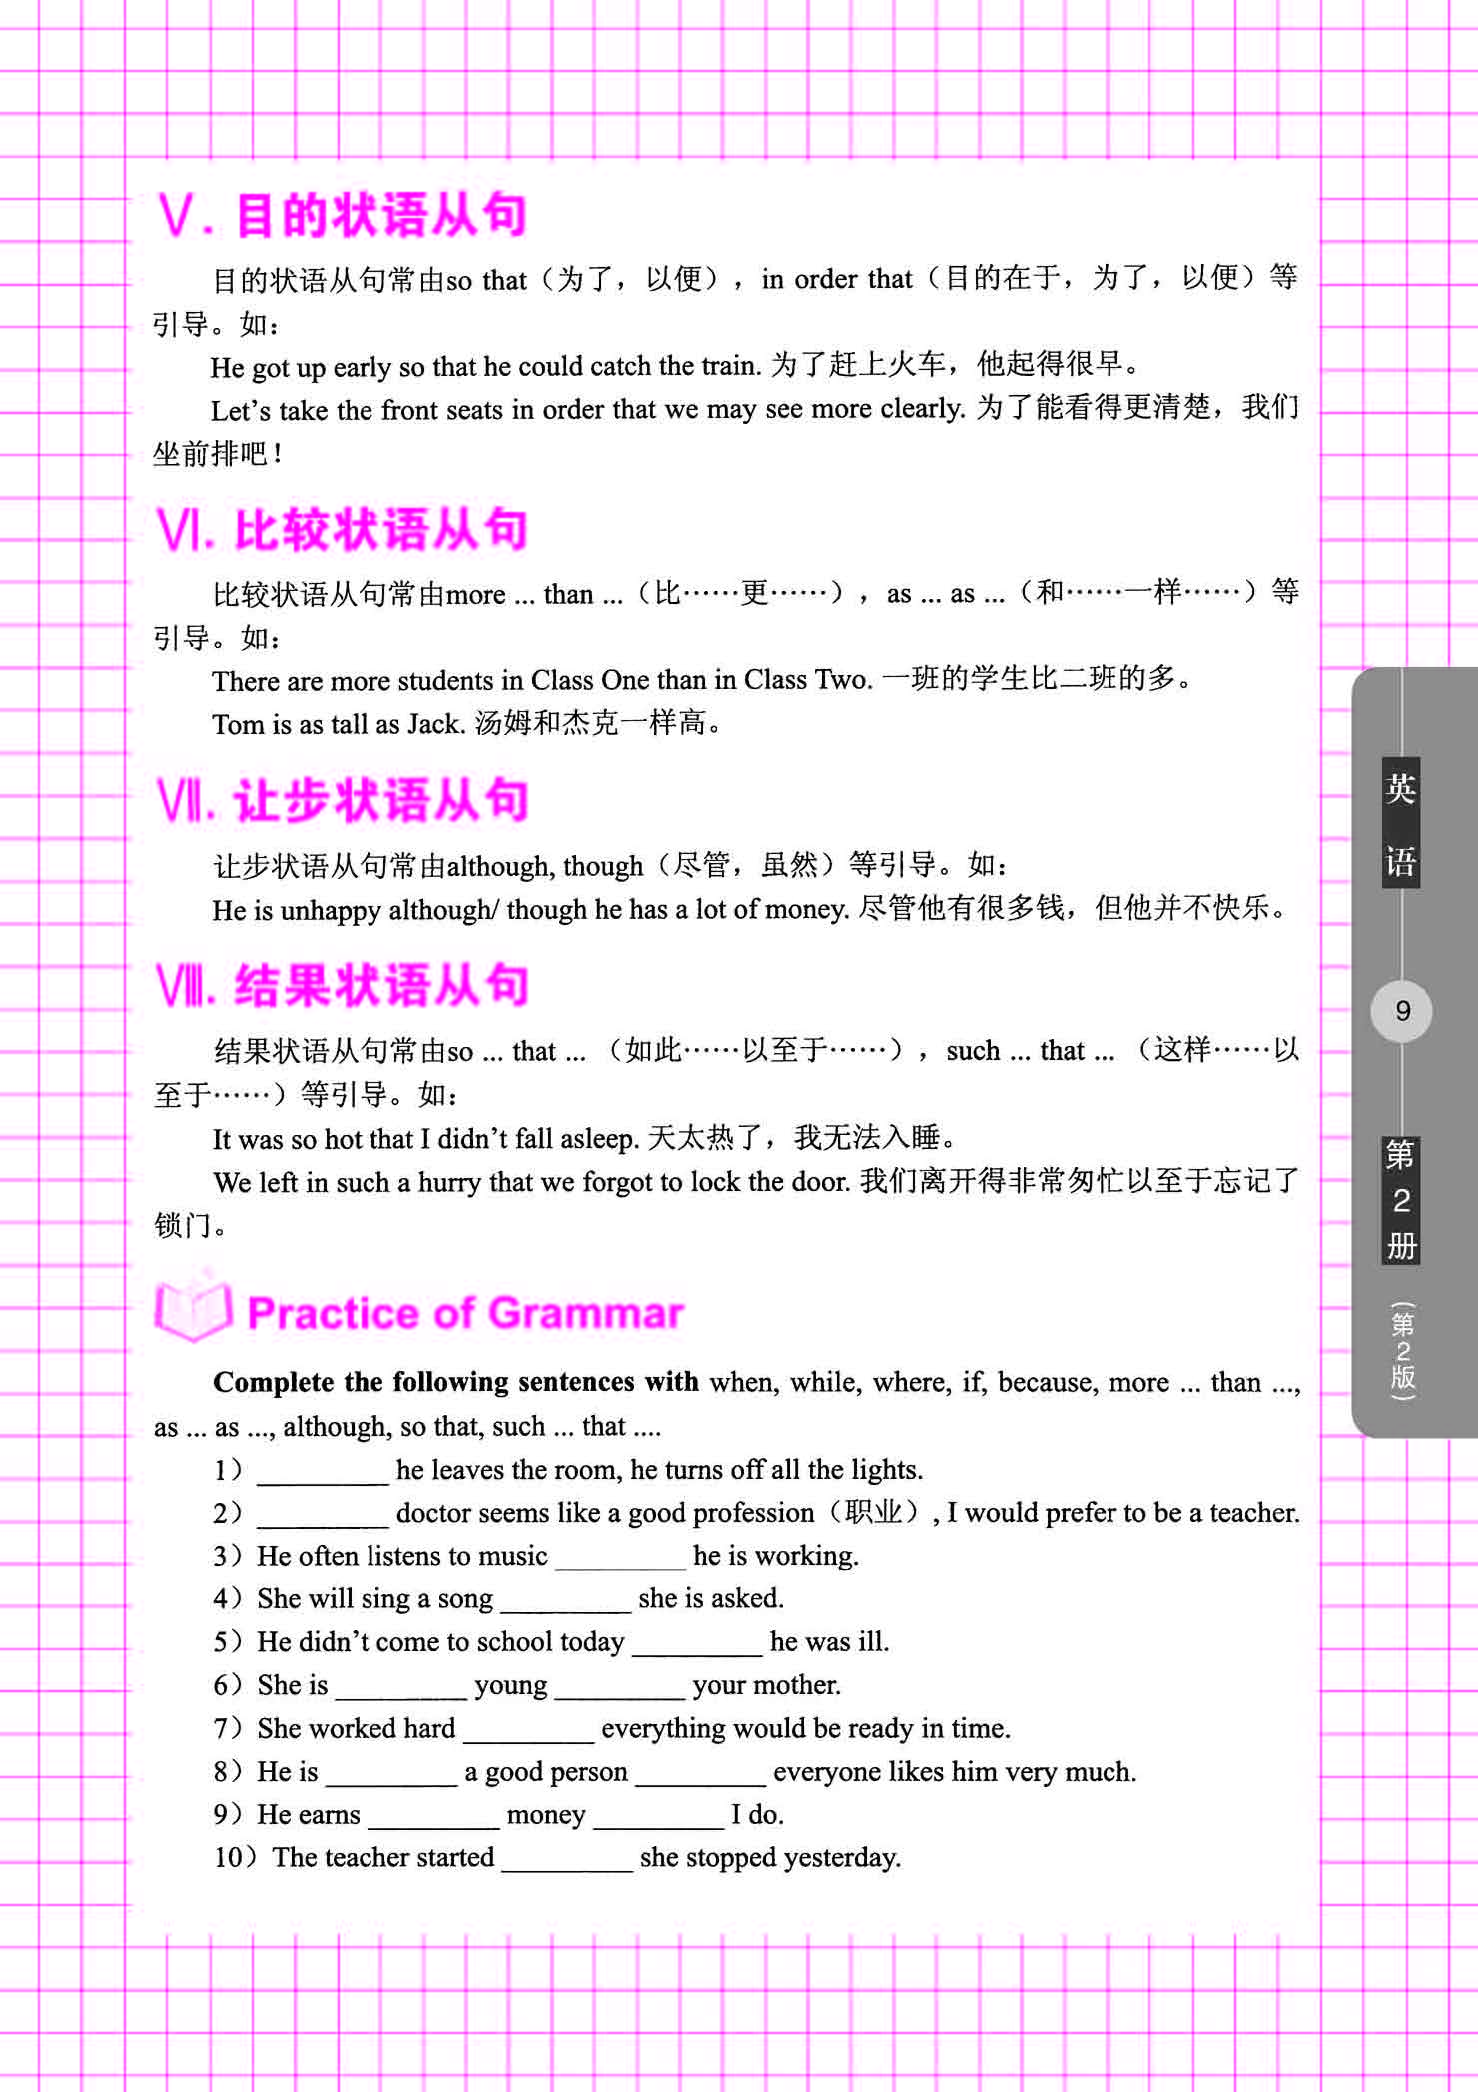 Ⅴ. 目的状语从句
目的状语从句常由so that（为了，以便），in order that（目的在于，为了，以便）等
引导。如：
He got up early so that he could catch the train. 为了赶上火车，他起得很早。
Let's take the front seats in order that we may see more clearly. 为了能看得更清楚，我们
坐前排吧！
Ⅵ. 比较状语从句
比较状语从句常由more ... than ...（比……更……），as ... as ...（和……一样……）等
引导。如：
There are more students in Class One than in Class Two. 一班的学生比二班的多。
Tom is as tall as Jack. 汤姆和杰克一样高。
Ⅶ. 让步状语从句
让步状语从句常由although, though（尽管，虽然）等引导。如：
He is unhappy although/ though he has a lot of money. 尽管他有很多钱，但他并不快乐。
Ⅷ. 结果状语从句
结果状语从句常由so ... that ...（如此……以至于……），such ... that ...（这样……以
至于……）等引导。如：
It was so hot that I didn't fall asleep. 天太热了，我无法入睡。
We left in such a hurry that we forgot to lock the door. 我们离开得非常匆忙以至于忘记了
锁门。
Practice of Grammar
Complete the following sentences with when, while, where, if, because, more ... than ...,
as ... as ..., although, so that, such ... that ....
1）_________ he leaves the room, he turns off all the lights.
2）_________ doctor seems like a good profession（职业）, I would prefer to be a teacher.
3）He often listens to music _________ he is working.
4）She will sing a song _________ she is asked.
5）He didn't come to school today _________ he was ill.
6）She is _________ young _________ your mother.
7）She worked hard _________ everything would be ready in time.
8）He is _________ a good person _________ everyone likes him very much.
9）He earns _________ money _________ I do.
10）The teacher started _________ she stopped yesterday.
英语
9
第2册
（第2版）